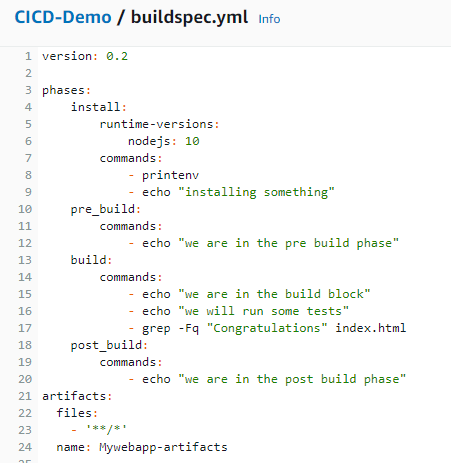 CICD-Demo / buildspec.yml Info
1 version: 0.2
2
3 phases:
4     install:
5         runtime-versions:
6             nodejs: 10
7         commands:
8             - printenv
9             - echo "installing something"
10     pre_build:
11         commands:
12             - echo "we are in the pre build phase"
13     build:
14         commands:
15             - echo "we are in the build block"
16             - echo "we will run some tests"
17             - grep -Fq "Congratulations" index.html
18     post_build:
19         commands:
20             - echo "we are in the post build phase"
21 artifacts:
22   files:
23     - '**/*'
24   name: Mywebapp-artifacts